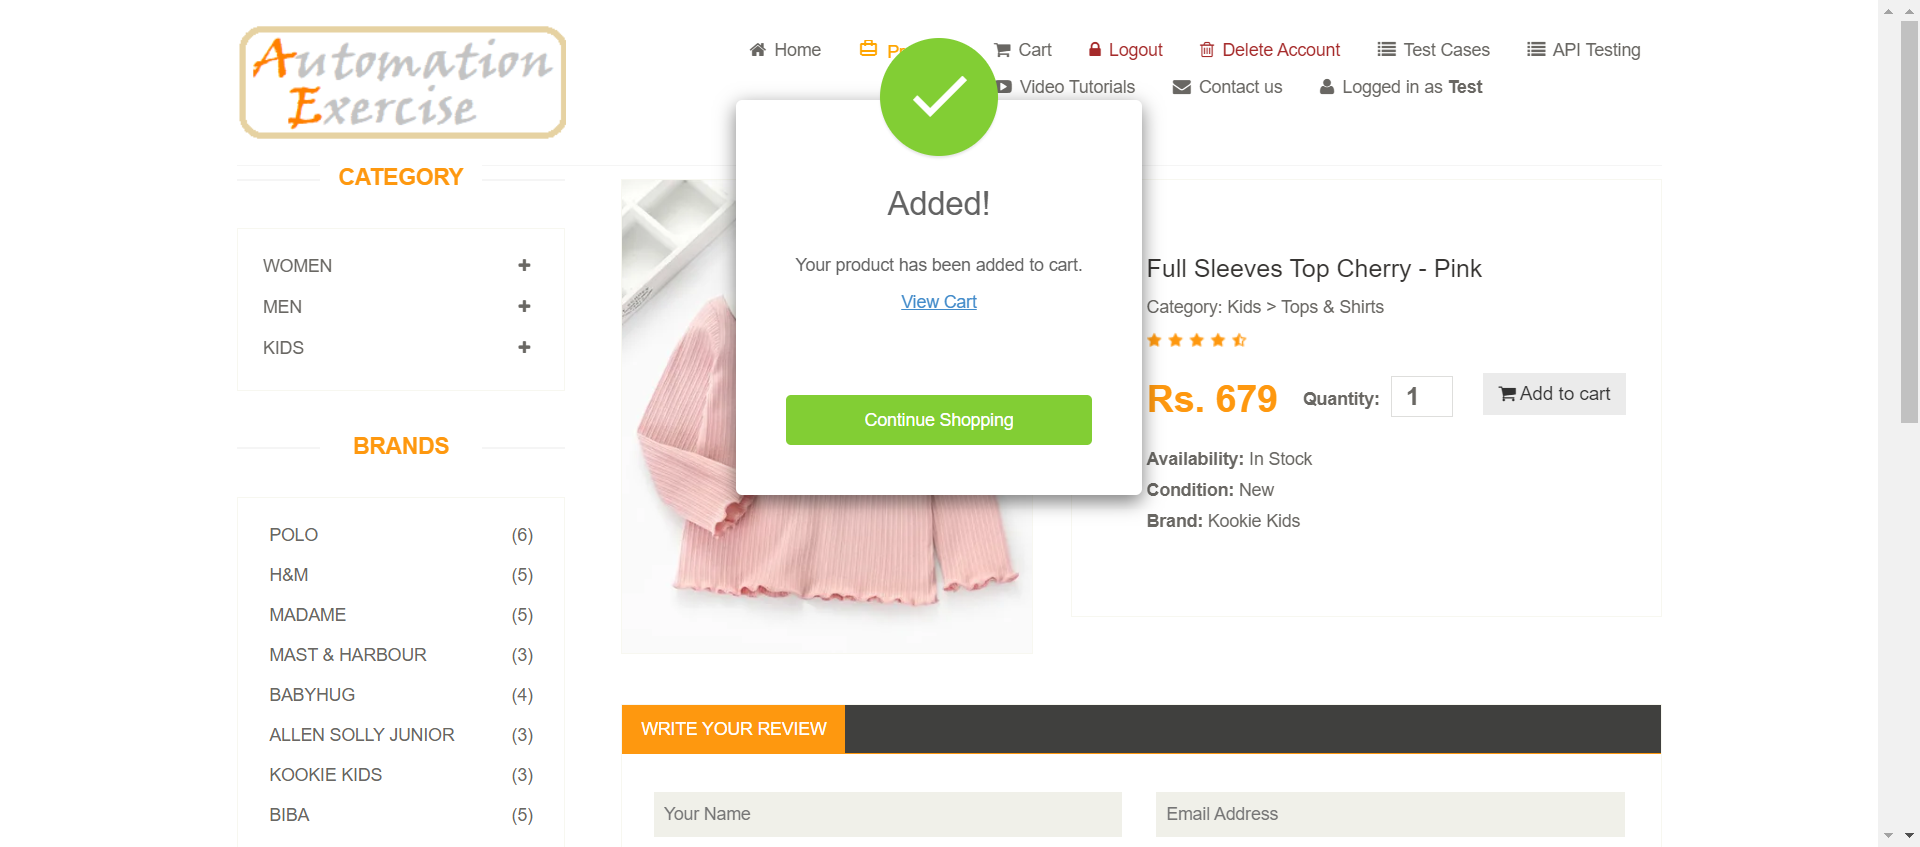 Automation
Exercise
Home
Cart
Logout
Delete Account
Test Cases
API Testing
Video Tutorials
Contact us
Logged in as Test
CATEGORY
WOMEN
MEN
KIDS
BRANDS
POLO (6)
H&M (5)
MADAME (5)
MAST & HARBOUR (3)
BABYHUG (4)
ALLEN SOLLY JUNIOR (3)
KOOKIE KIDS (3)
BIBA (5)
Added!
Your product has been added to cart.
View Cart
Continue Shopping
Full Sleeves Top Cherry - Pink
Category: Kids > Tops & Shirts
Rs. 679 Quantity: 1 Add to cart
Availability: In Stock
Condition: New
Brand: Kookie Kids
WRITE YOUR REVIEW
Your Name
Email Address